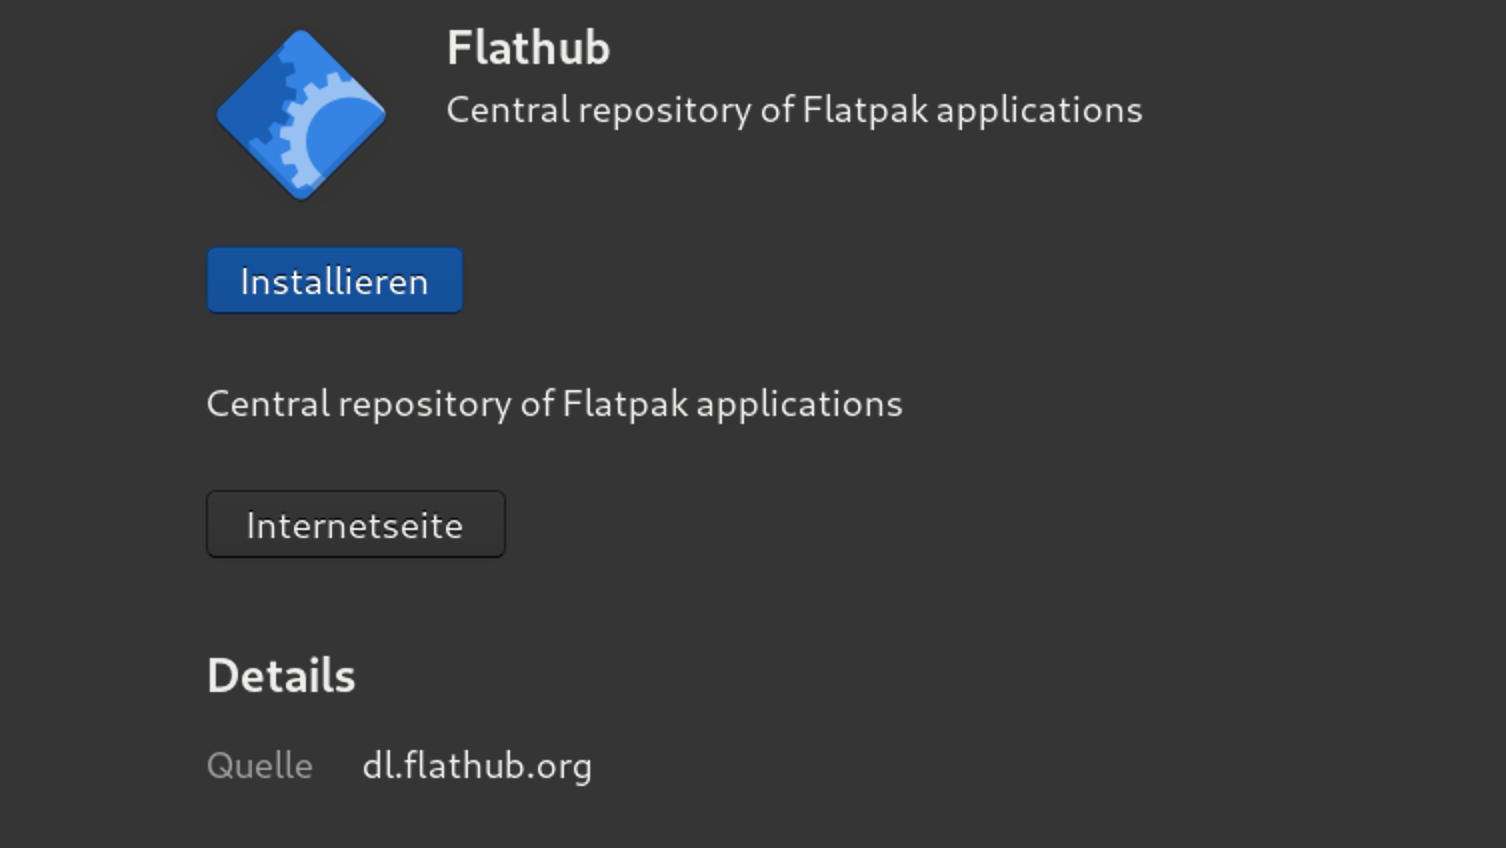 Flathub
Central repository of Flatpak applications
Installieren
Central repository of Flatpak applications
Internetseite
Details
Quelle dl.flathub.org